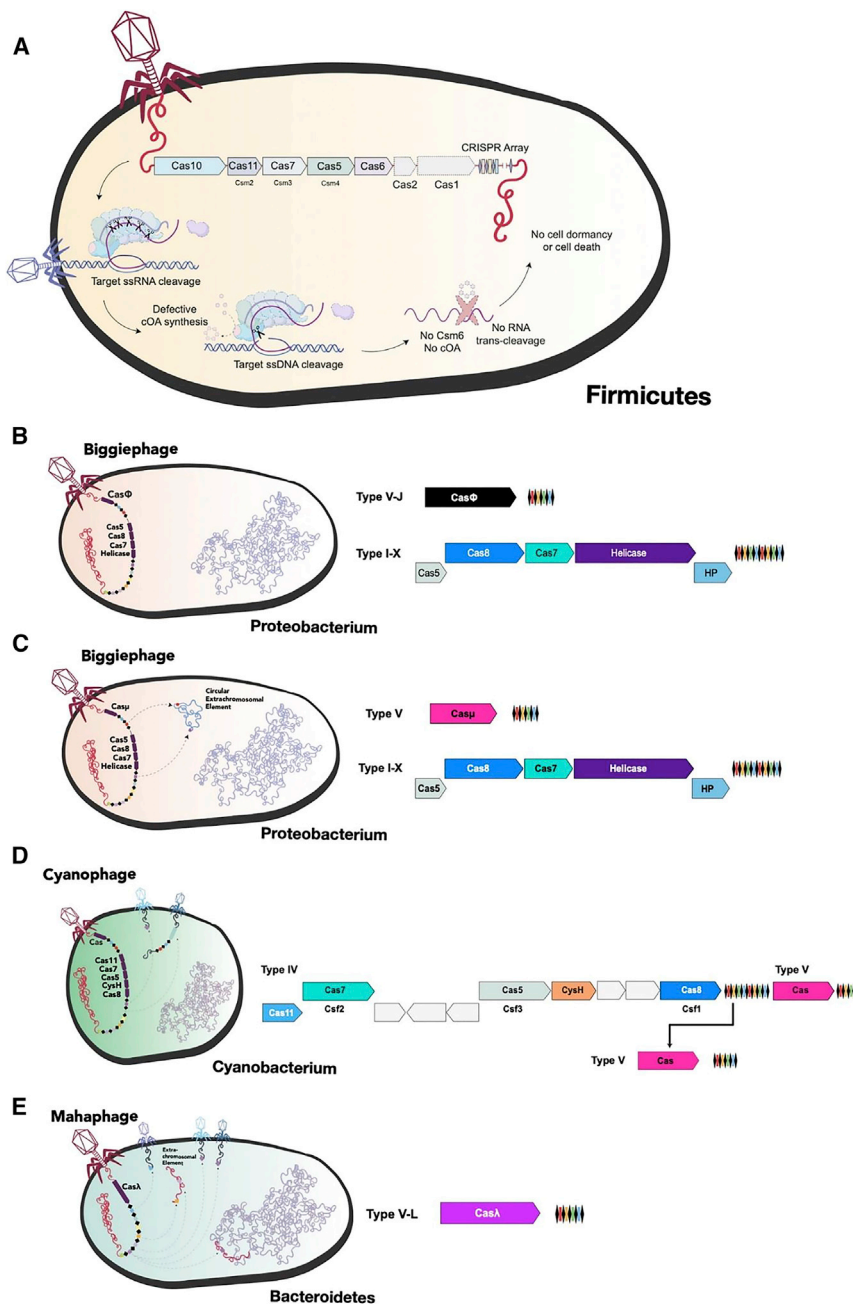 A
Cas10
Cas11
Cas7
Cas5
Cas6
Cas2
Cas1
CRISPR Array
Csm2
Csm3
Csm4
Target ssRNA cleavage
No cell dormancy
or cell death
Defective
cOA synthesis
Target ssDNA cleavage
No Csm6
No cOA
No RNA
trans-cleavage
Firmicutes
B
Biggiephage
CasΦ
Cas5
Cas8
Cas7
Helicase
Proteobacterium
Type V-J
CasΦ
Type I-X
Cas5
Cas8
Cas7
Helicase
HP
C
Biggiephage
Casµ
Cas5
Cas8
Cas7
Helicase
Circular
Extrachromosomal
Element
Proteobacterium
Type V
Casµ
Type I-X
Cas5
Cas8
Cas7
Helicase
HP
D
Cyanophage
Cas
Cas11
Cas7
Cas5
CysH
Cas8
Cyanobacterium
Type IV
Cas11
Cas7
Csf2
Cas5
Csf3
CysH
Cas8
Csf1
Type V
Cas
Type V
Cas
E
Mahaphage
Casλ
Extra-
chromosomal
Element
Bacteroidetes
Type V-L
Casλ